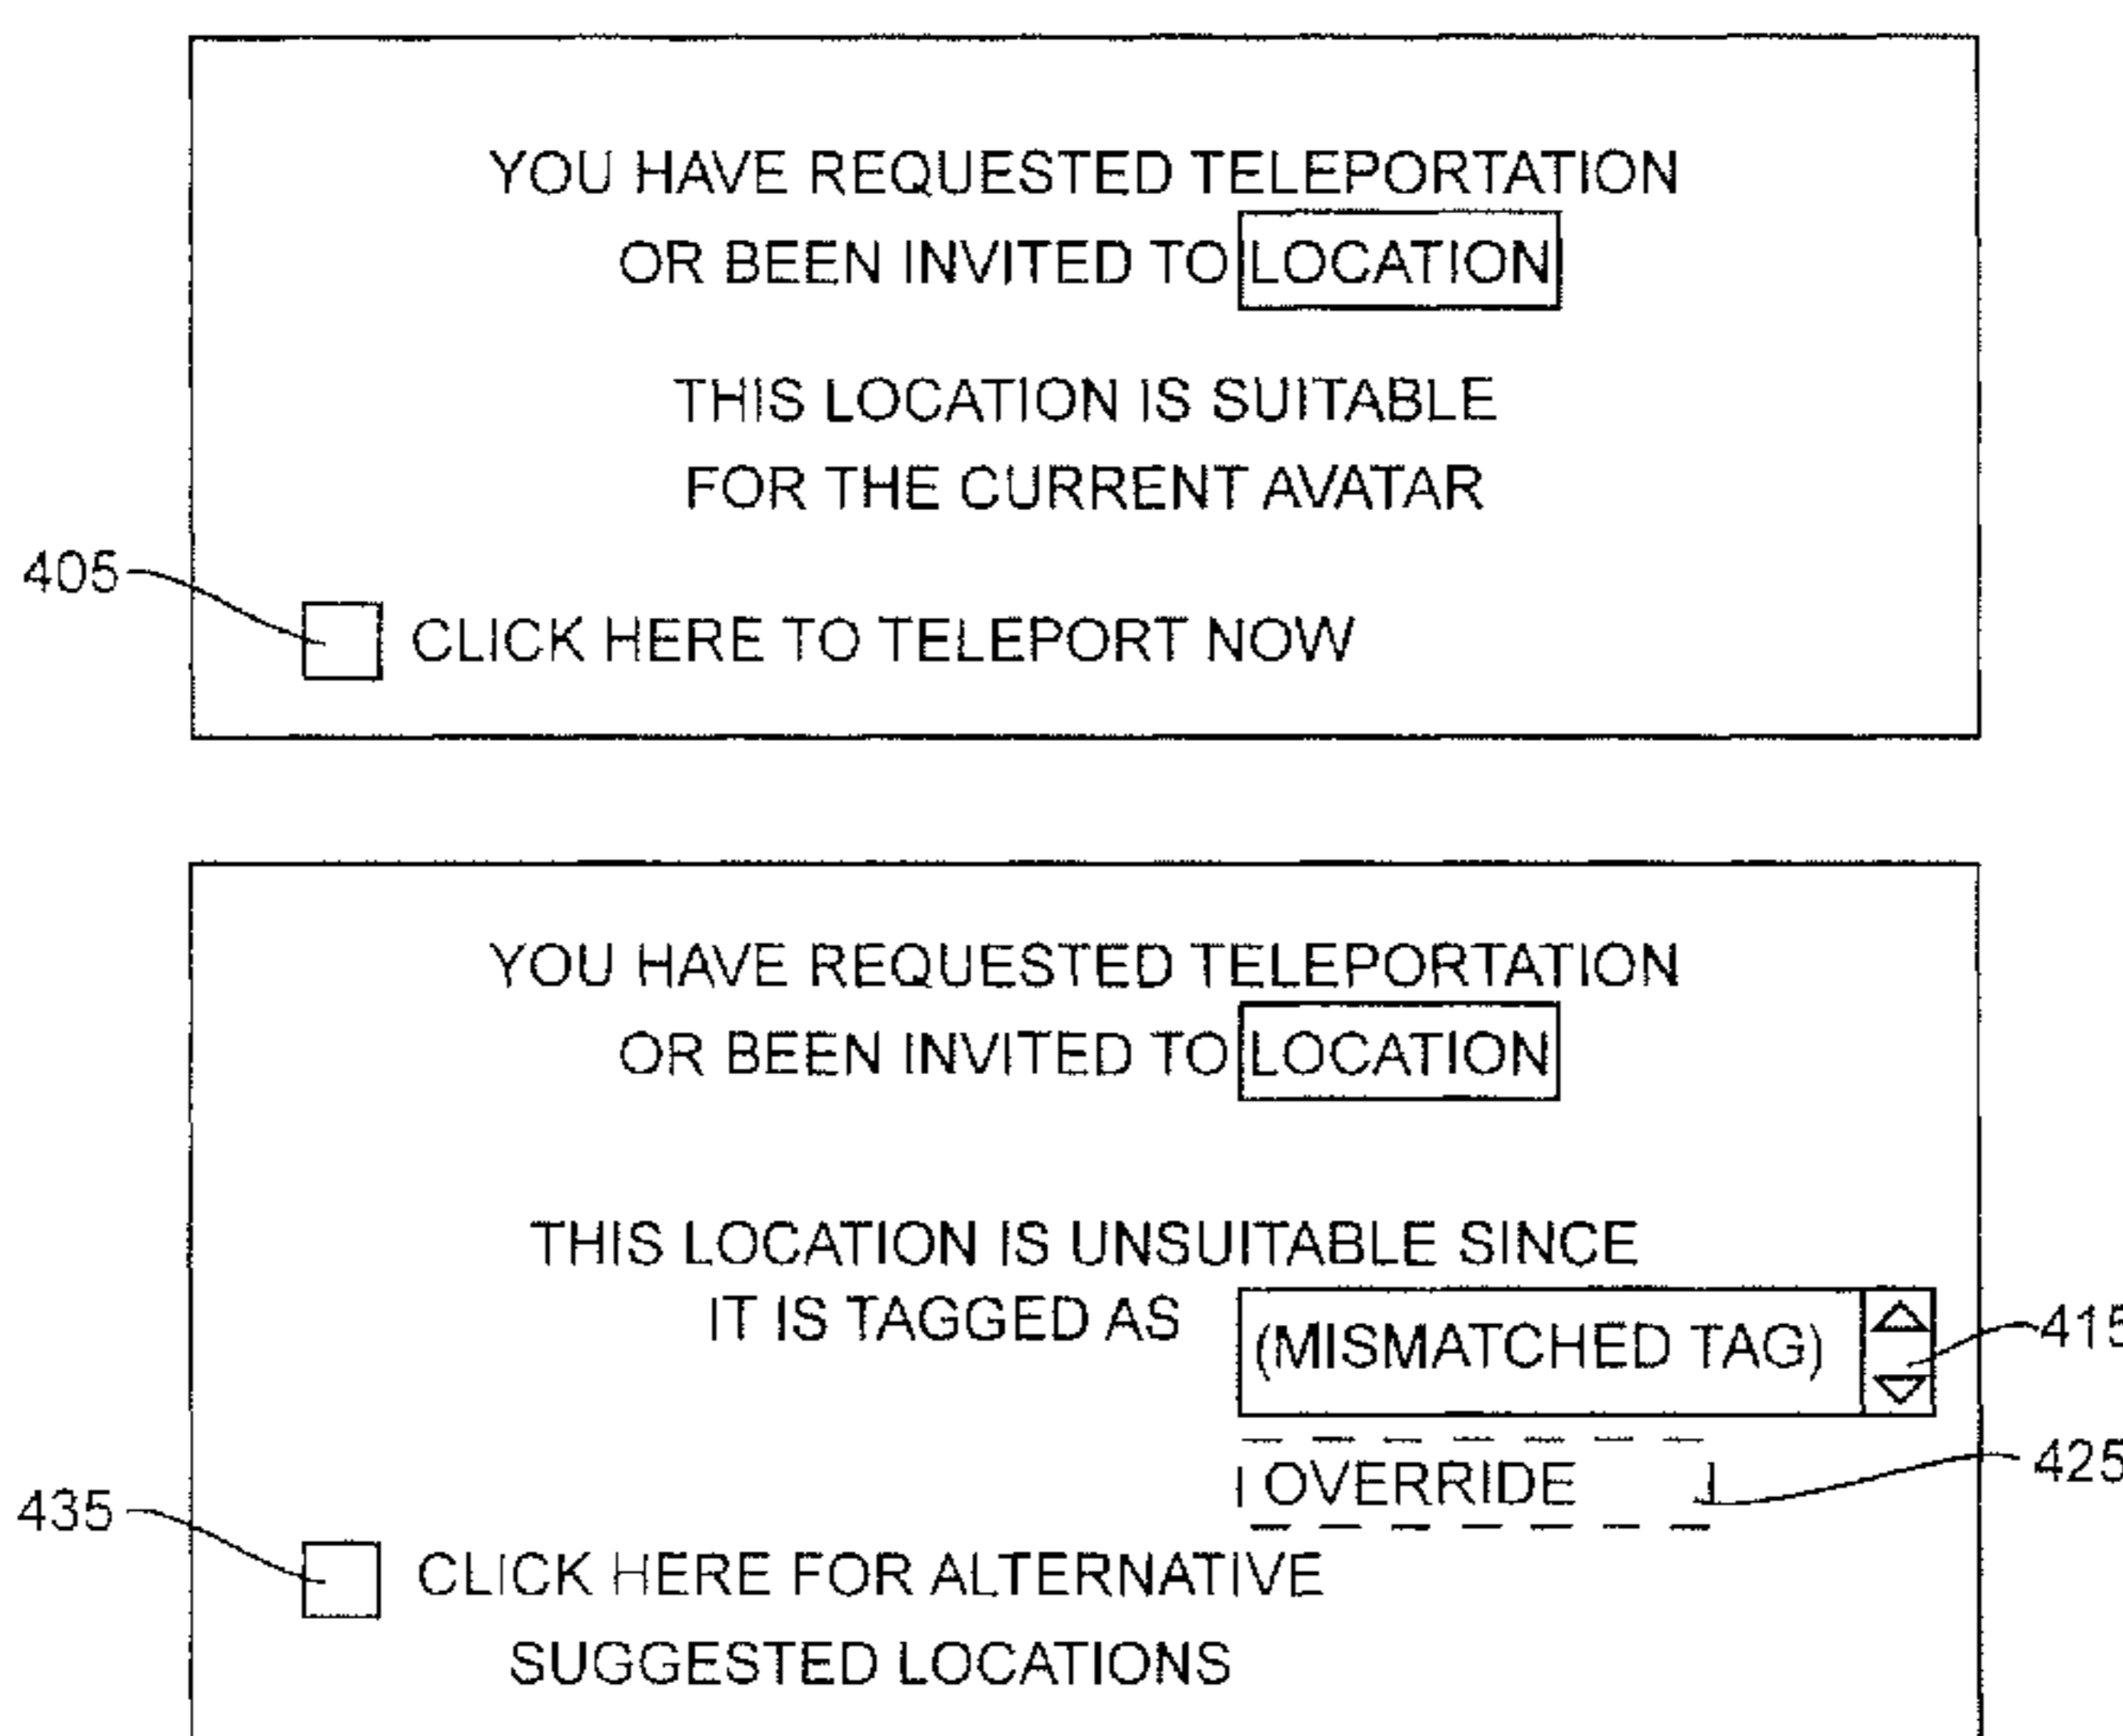 YOU HAVE REQUESTED TELEPORTATION
OR BEEN INVITED TO LOCATION
THIS LOCATION IS SUITABLE
FOR THE CURRENT AVATAR
405
CLICK HERE TO TELEPORT NOW
YOU HAVE REQUESTED TELEPORTATION
OR BEEN INVITED TO LOCATION
THIS LOCATION IS UNSUITABLE SINCE
IT IS TAGGED AS (MISMATCHED TAG) 415
OVERRIDE 425
435
CLICK HERE FOR ALTERNATIVE
SUGGESTED LOCATIONS